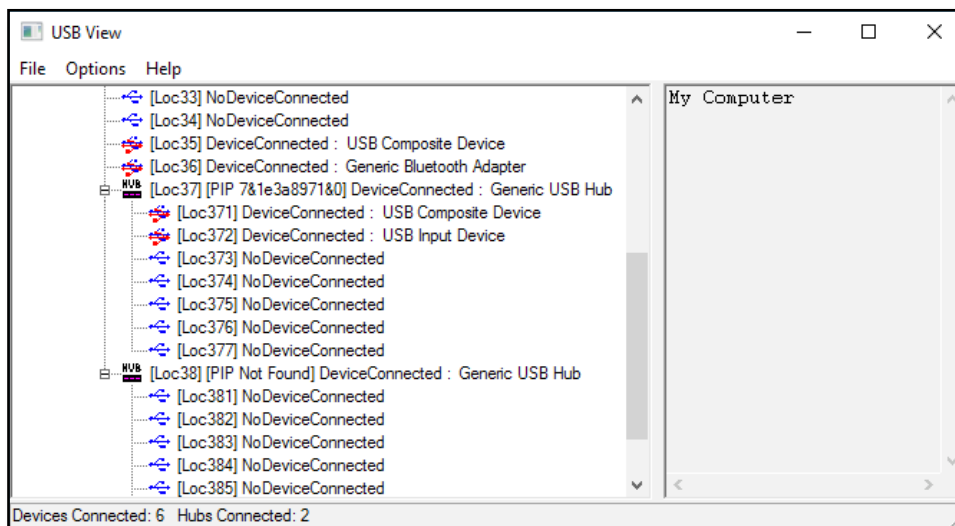 USB View
File Options Help
[Loc33] NoDeviceConnected
[Loc34] NoDeviceConnected
[Loc35] DeviceConnected : USB Composite Device
[Loc36] DeviceConnected : Generic Bluetooth Adapter
HUB [Loc37] [PIP 7&1e3a8971&0] DeviceConnected : Generic USB Hub
[Loc371] DeviceConnected : USB Composite Device
[Loc372] DeviceConnected : USB Input Device
[Loc373] NoDeviceConnected
[Loc374] NoDeviceConnected
[Loc375] NoDeviceConnected
[Loc376] NoDeviceConnected
[Loc377] NoDeviceConnected
HUB [Loc38] [PIP Not Found] DeviceConnected : Generic USB Hub
[Loc381] NoDeviceConnected
[Loc382] NoDeviceConnected
[Loc383] NoDeviceConnected
[Loc384] NoDeviceConnected
[Loc385] NoDeviceConnected
My Computer
Devices Connected: 6 Hubs Connected: 2